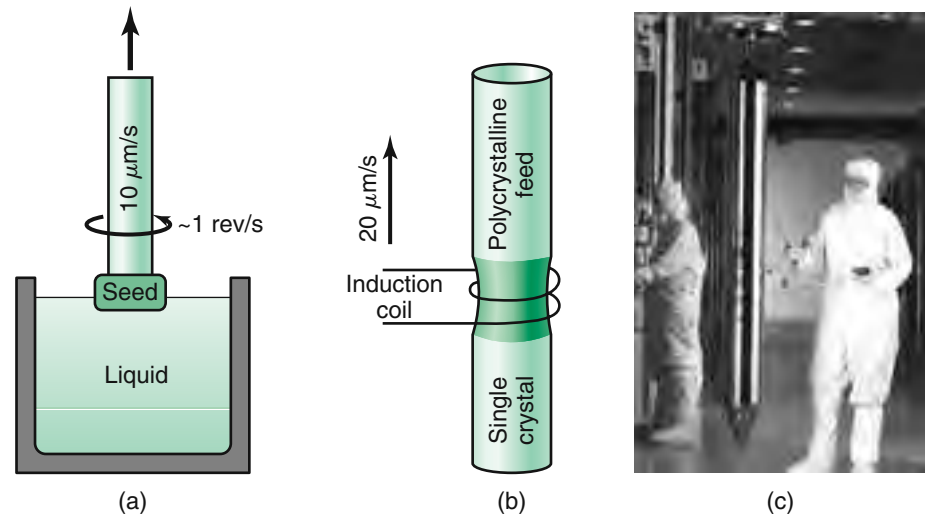 10 μm/s
~1 rev/s
Seed
Liquid
(a)
20 μm/s
Polycrystalline
feed
Induction
coil
Single
crystal
(b)
(c)